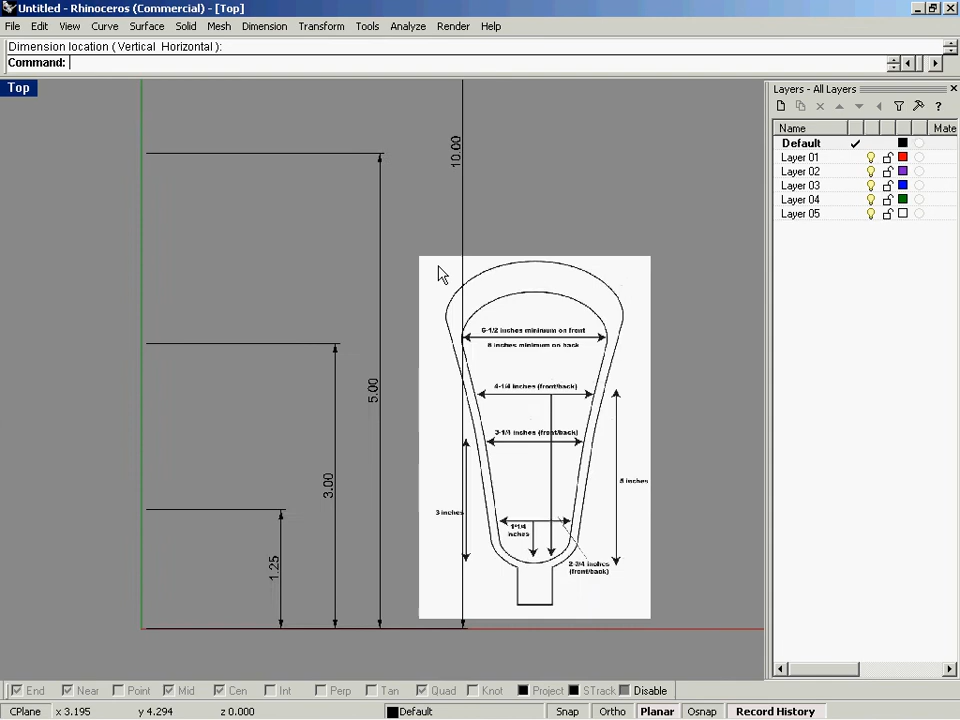 Untitled - Rhinoceros (Commercial) - [Top]
File Edit View Curve Surface Solid Mesh Dimension Transform Tools Analyze Render Help
Dimension location ( Vertical Horizontal ):
Command:
Top
Layers - All Layers
?
Name Mate
Default
Layer 01
Layer 02
Layer 03
Layer 04
Layer 05
10.00
5.00
3.00
1.25
6-1/2 inches minimum on front
6 inches minimum on back
4-1/4 inches (front/back)
3-1/4 inches (front/back)
5 inches
3 inches
1-1/4
inches
2-3/4 inches
(front/back)
End Near Point Mid Cen Int Perp Tan Quad Knot Project STrack Disable
CPlane x 3.195 y 4.294 z 0.000 Default Snap Ortho Planar Osnap Record History